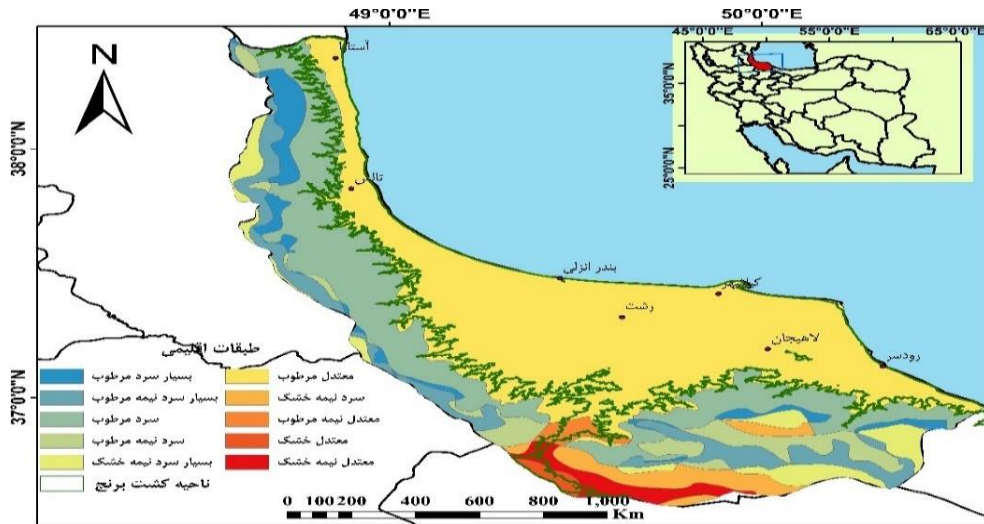 49°0'0"E
50°0'0"E
45°0'0"E
55°0'0"E
65°0'0"E
35°0'0"N
25°0'0"N
38°0'0"N
37°0'0"N
N
آستارا
تالش
بندر انزلی
رشت
لاهیجان
رودسر
طبقات اقلیمی
معتدل مرطوب
بسیار سرد مرطوب
سرد نیمه خشک
بسیار سرد نیمه مرطوب
معتدل نیمه مرطوب
سرد مرطوب
معتدل خشک
سرد نیمه مرطوب
معتدل نیمه خشک
بسیار سرد نیمه خشک
ناحیه کشت برنج
0 100 200 400 600 800 1,000
Km